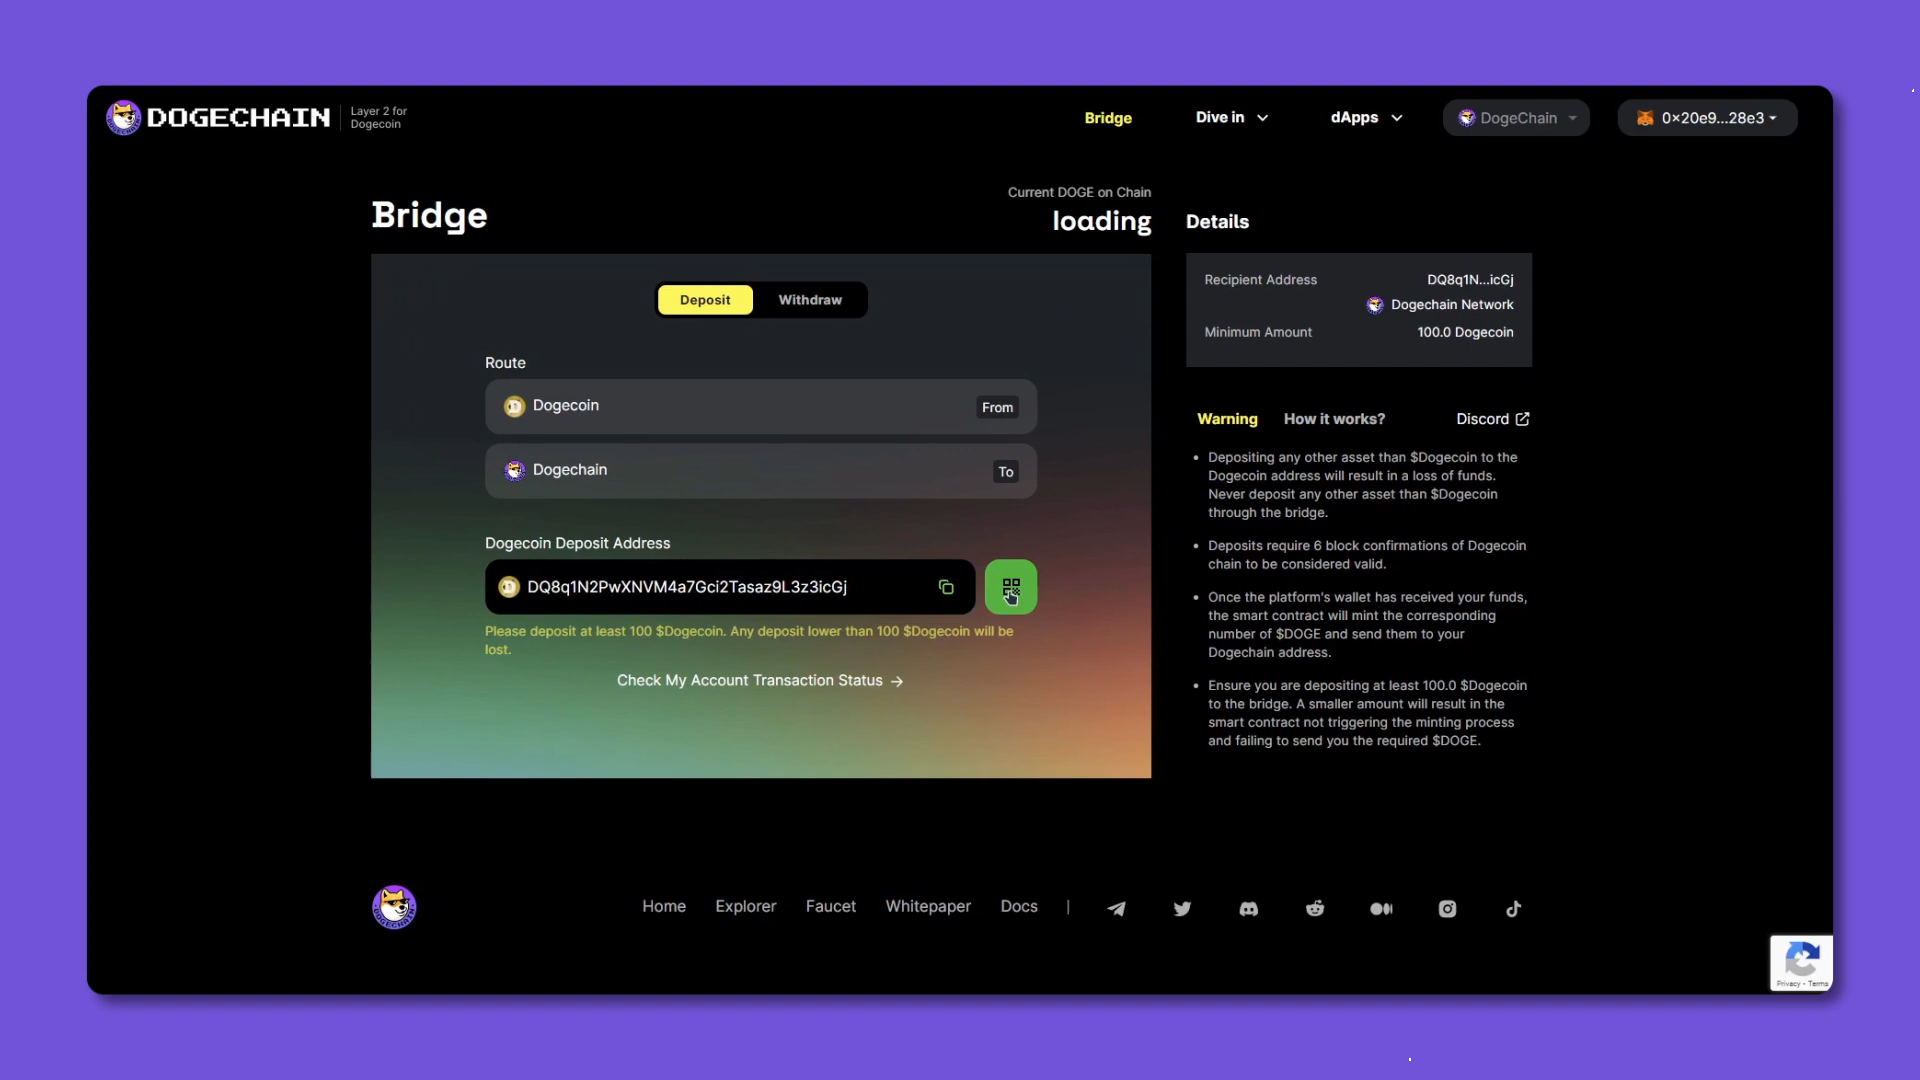 DOGECHAIN
Layer 2 for
Dogecoin
Bridge
Dive in
dApps
DogeChain
0×20e9...28e3
Bridge
Current DOGE on Chain
loading
Deposit
Withdraw
Route
Dogecoin
From
Dogechain
To
Dogecoin Deposit Address
DQ8q1N2PwXNVM4a7Gci2Tasaz9L3z3icGj
Please deposit at least 100 $Dogecoin. Any deposit lower than 100 $Dogecoin will be
lost.
Check My Account Transaction Status →
Details
Recipient Address
DQ8q1N...icGj
Dogechain Network
Minimum Amount
100.0 Dogecoin
Warning
How it works?
Discord
• Depositing any other asset than $Dogecoin to the
Dogecoin address will result in a loss of funds.
Never deposit any other asset than $Dogecoin
through the bridge.
• Deposits require 6 block confirmations of Dogecoin
chain to be considered valid.
• Once the platform's wallet has received your funds,
the smart contract will mint the corresponding
number of $DOGE and send them to your
Dogechain address.
• Ensure you are depositing at least 100.0 $Dogecoin
to the bridge. A smaller amount will result in the
smart contract not triggering the minting process
and failing to send you the required $DOGE.
Home
Explorer
Faucet
Whitepaper
Docs
|
Privacy - Terms